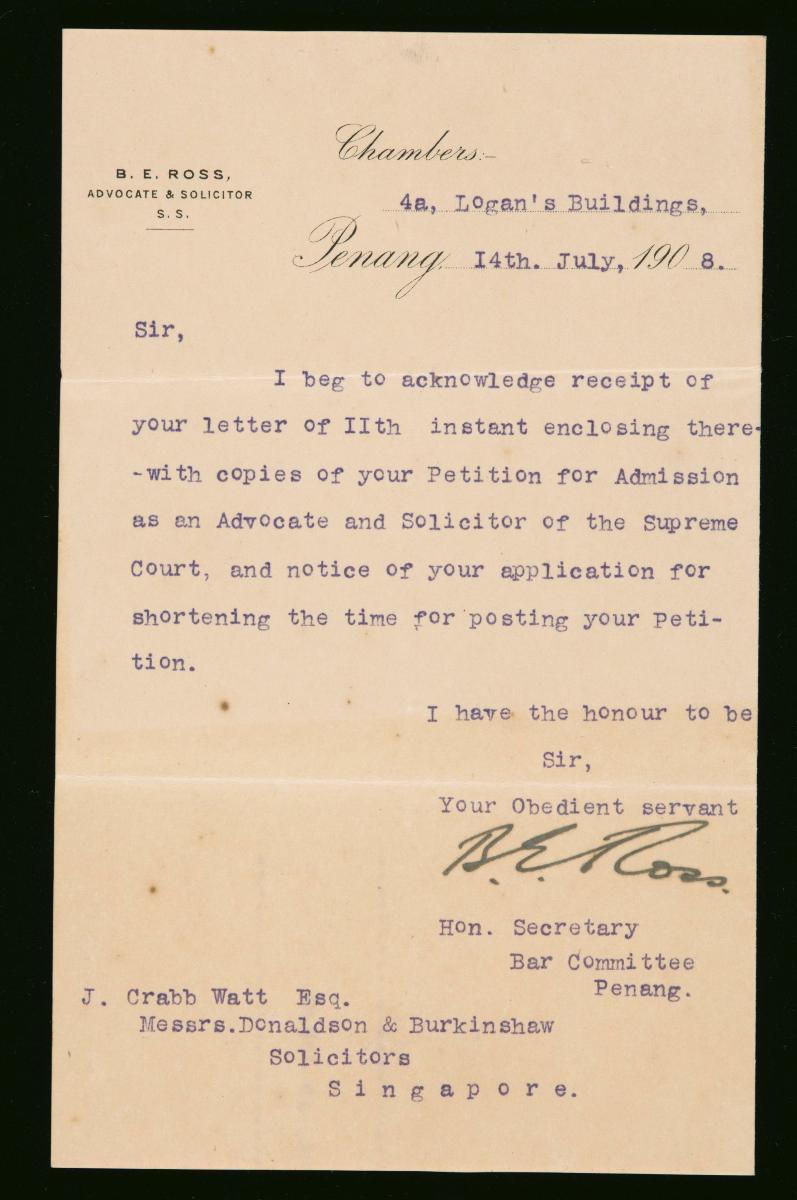 B. E. ROSS,
ADVOCATE & SOLICITOR
S. S.
Chambers:-
4a, Logan's Buildings,
Penang, I4th. July, 1908.
Sir,
I beg to acknowledge receipt of
your letter of IIth instant enclosing there-
-with copies of your Petition for Admission
as an Advocate and Solicitor of the Supreme
Court, and notice of your application for
shortening the time for posting your Peti-
tion.
I have the honour to be
Sir,
Your Obedient servant
B.E. Ross.
Hon. Secretary
Bar Committee
Penang.
J. Crabb Watt Esq.
Messrs.Donaldson & Burkinshaw
Solicitors
S i n g a p o r e.